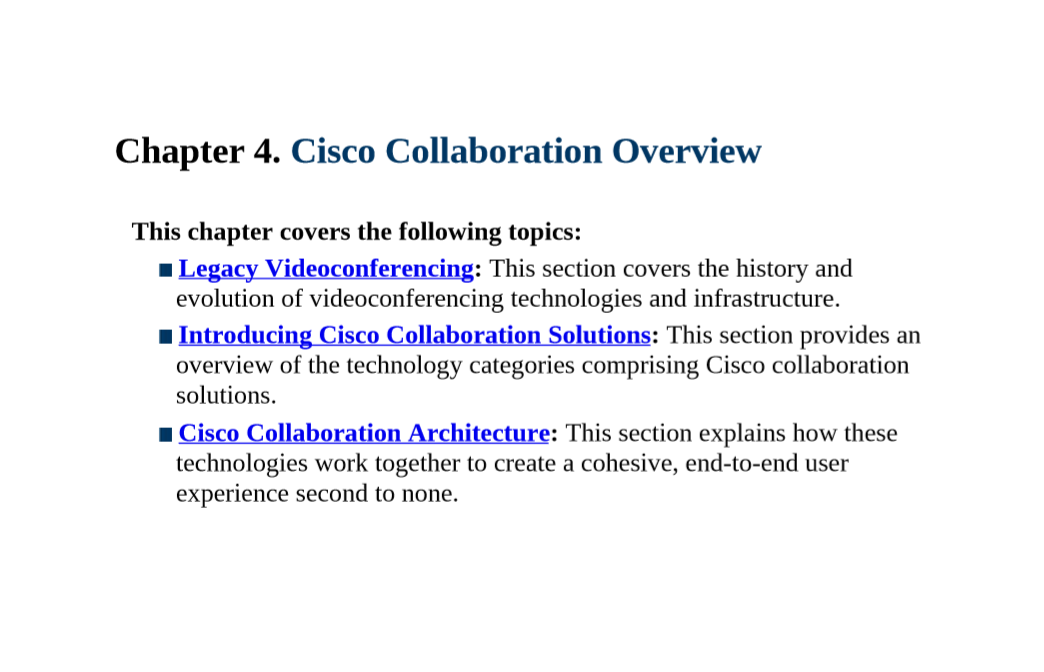 Chapter 4. Cisco Collaboration Overview
This chapter covers the following topics:
■ Legacy Videoconferencing: This section covers the history and
evolution of videoconferencing technologies and infrastructure.
■ Introducing Cisco Collaboration Solutions: This section provides an
overview of the technology categories comprising Cisco collaboration
solutions.
■ Cisco Collaboration Architecture: This section explains how these
technologies work together to create a cohesive, end-to-end user
experience second to none.